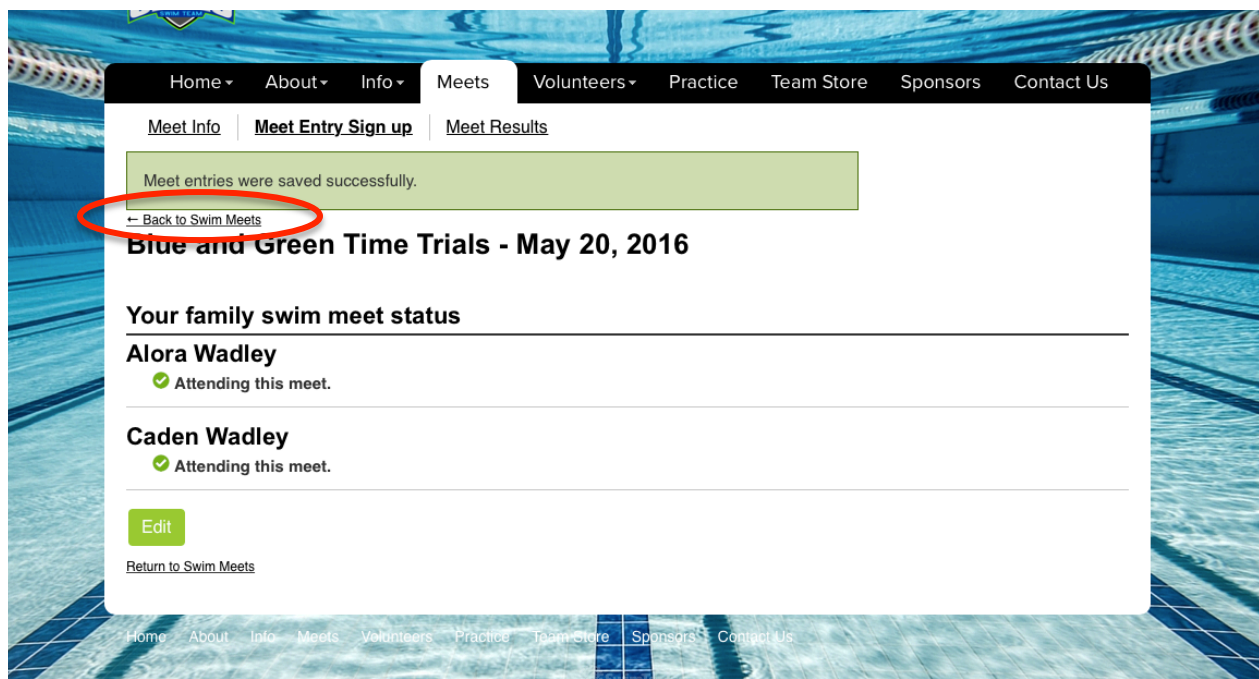 SWIM TEAM
Home About Info Meets Volunteers Practice Team Store Sponsors Contact Us
Meet Info Meet Entry Sign up Meet Results
Meet entries were saved successfully.
← Back to Swim Meets
Blue and Green Time Trials - May 20, 2016
Your family swim meet status
Alora Wadley
Attending this meet.
Caden Wadley
Attending this meet.
Edit
Return to Swim Meets
Home About Info Meets Volunteers Practice Team Store Sponsors Contact Us